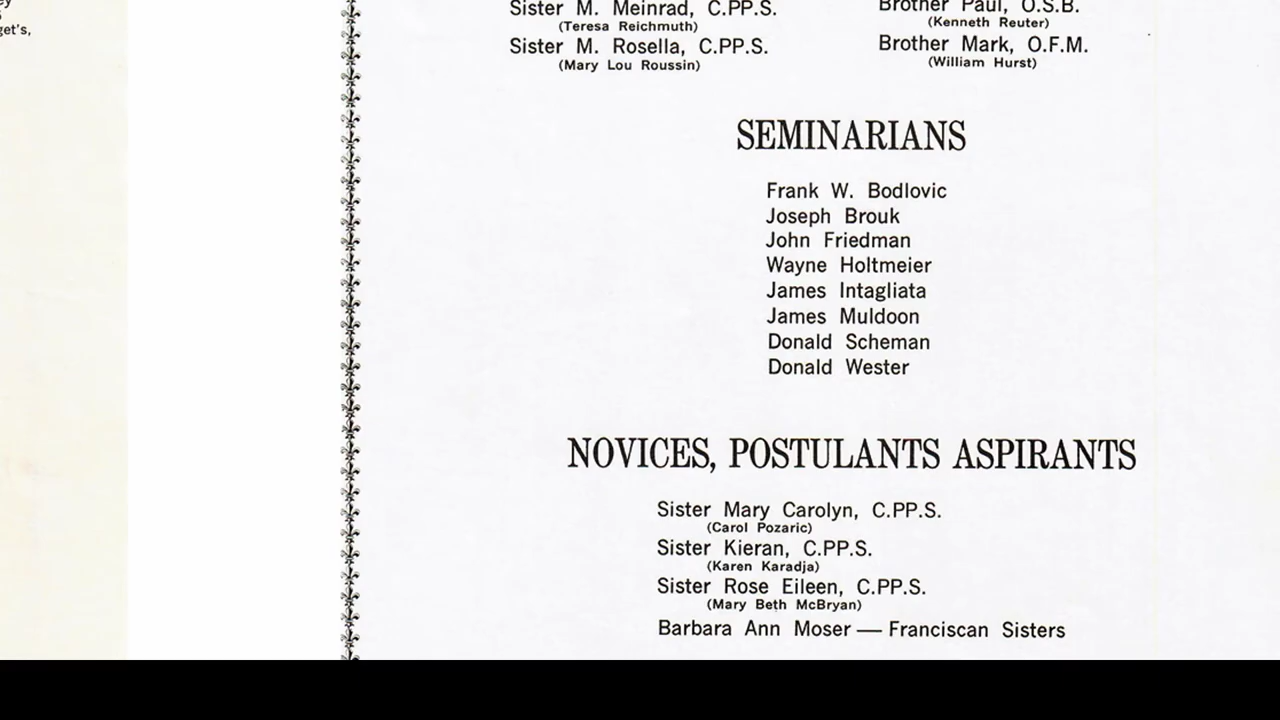 get's,
Sister M. Meinrad, C.PP.S.
(Teresa Reichmuth)
Sister M. Rosella, C.PP.S.
(Mary Lou Roussin)
Brother Paul, O.S.B.
(Kenneth Reuter)
Brother Mark, O.F.M.
(William Hurst)
SEMINARIANS
Frank W. Bodlovic
Joseph Brouk
John Friedman
Wayne Holtmeier
James Intagliata
James Muldoon
Donald Scheman
Donald Wester
NOVICES, POSTULANTS ASPIRANTS
Sister Mary Carolyn, C.PP.S.
(Carol Pozaric)
Sister Kieran, C.PP.S.
(Karen Karadja)
Sister Rose Eileen, C.PP.S.
(Mary Beth McBryan)
Barbara Ann Moser — Franciscan Sisters